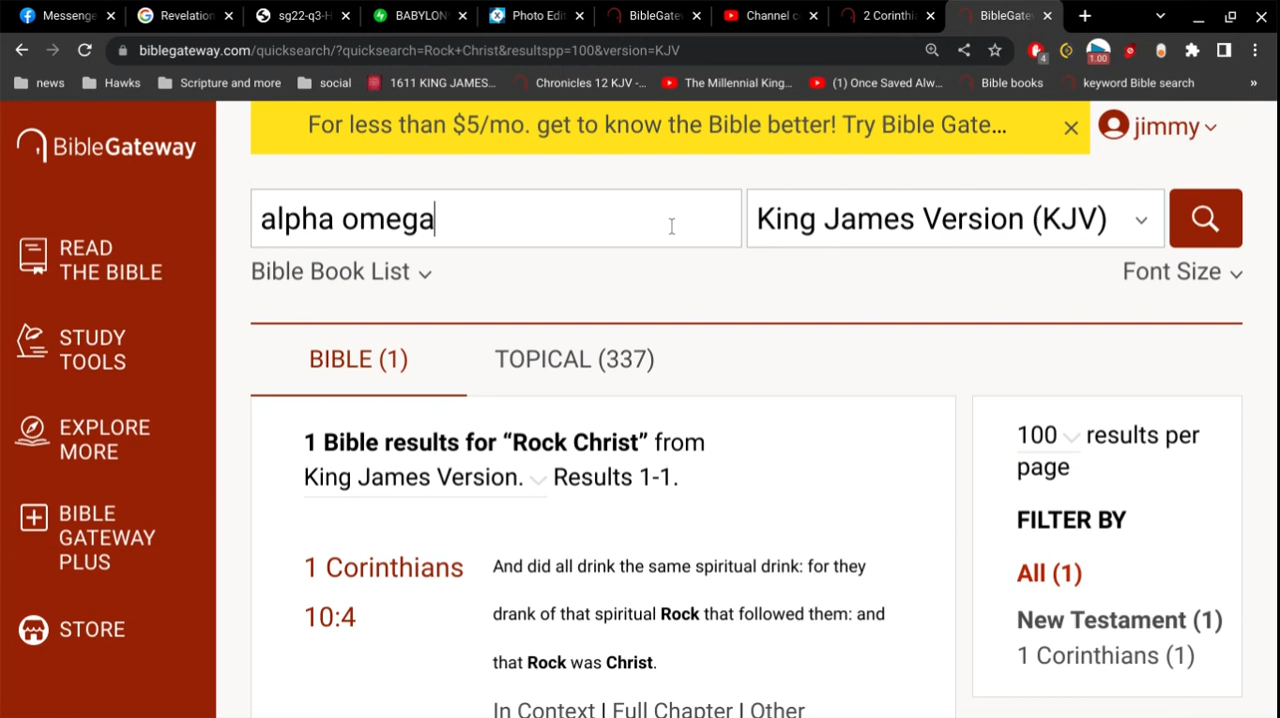 Messenge
Revelation
sg22-q3-H
BABYLON
Photo Edi
BibleGate
Channel c
2 Corinthi
BibleGate
biblegateway.com/quicksearch/?quicksearch=Rock+Christ&resultspp=100&version=KJV
4
1.00
news
Hawks
Scripture and more
social
1611 KING JAMES...
Chronicles 12 KJV -...
The Millennial King...
(1) Once Saved Alw...
Bible books
keyword Bible search
»
BibleGateway
For less than $5/mo. get to know the Bible better! Try Bible Gate...
jimmy
alpha omega
King James Version (KJV)
READ
THE BIBLE
Bible Book List
Font Size
STUDY
TOOLS
BIBLE (1)
TOPICAL (337)
EXPLORE
MORE
1 Bible results for “Rock Christ” from
King James Version. Results 1-1.
100 results per
page
BIBLE
GATEWAY
PLUS
FILTER BY
All (1)
New Testament (1)
1 Corinthians (1)
STORE
1 Corinthians
10:4
And did all drink the same spiritual drink: for they
drank of that spiritual Rock that followed them: and
that Rock was Christ.
In Context | Full Chapter | Other